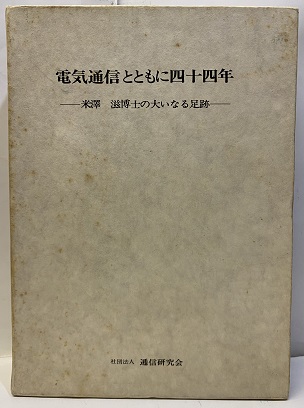 電気通信とともに四十四年
──米澤　滋博士の大いなる足跡──
社団法人　通信研究会